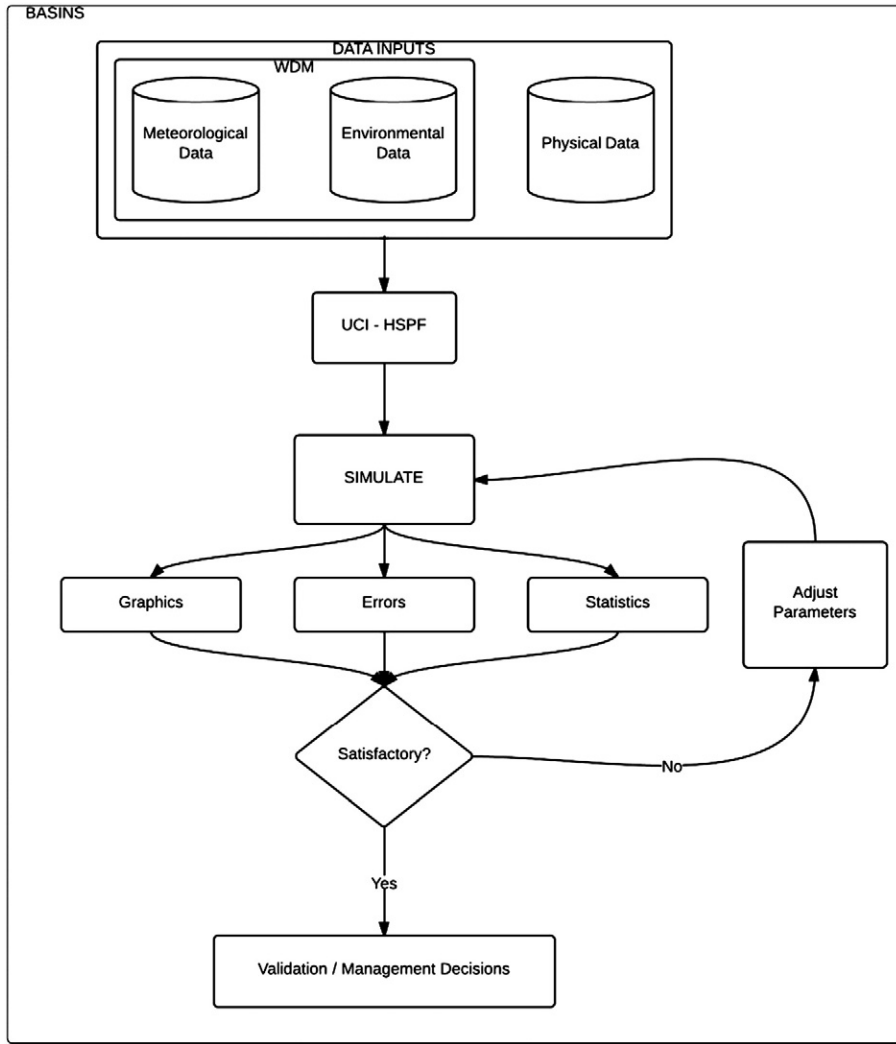 BASINS
DATA INPUTS
WDM
Meteorological
Data
Environmental
Data
Physical Data
UCI - HSPF
SIMULATE
Graphics
Errors
Statistics
Adjust
Parameters
Satisfactory?
No
Yes
Validation / Management Decisions